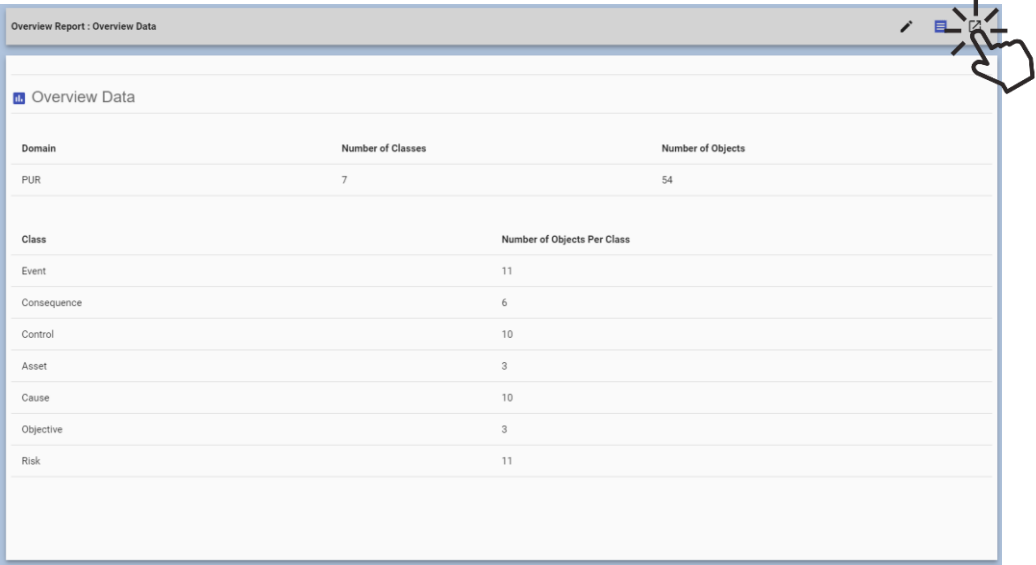 Overview Report : Overview Data
Overview Data
Domain Number of Classes Number of Objects
PUR 7 54
Class Number of Objects Per Class
Event 11
Consequence 6
Control 10
Asset 3
Cause 10
Objective 3
Risk 11